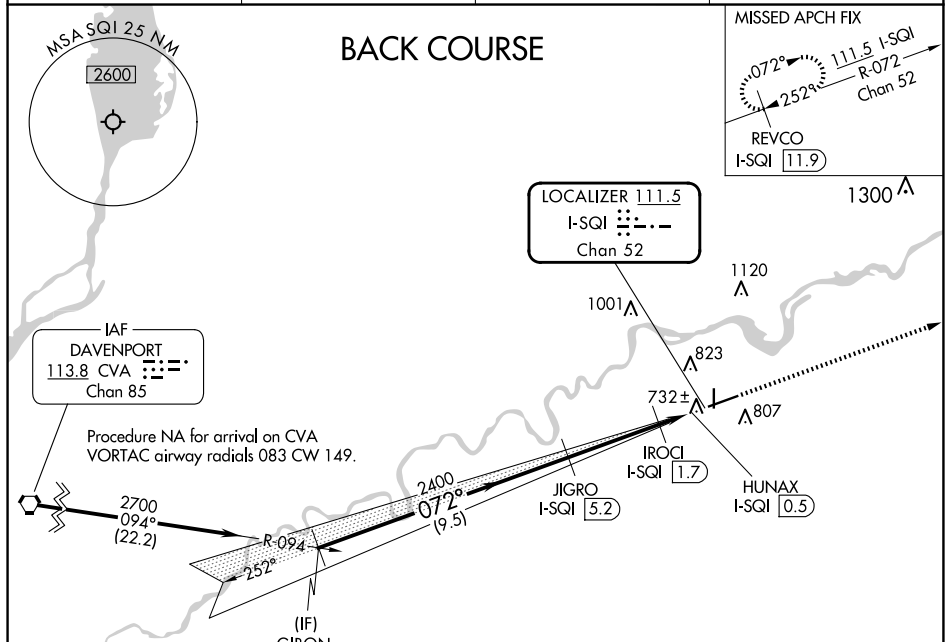 MSA SQI 25 NM
2600
BACK COURSE
MISSED APCH FIX
111.5 I-SQI
R-072
Chan 52
072°
252°
REVCO
I-SQI 11.9
1300
LOCALIZER 111.5
I-SQI
Chan 52
1120
1001
823
732±
807
IAF
DAVENPORT
113.8 CVA
Chan 85
Procedure NA for arrival on CVA
VORTAC airway radials 083 CW 149.
2700
094°
(22.2)
R-094
252°
2400
072°
(9.5)
JIGRO
I-SQI 5.2
IROCI
I-SQI 1.7
HUNAX
I-SQI 0.5
(IF)